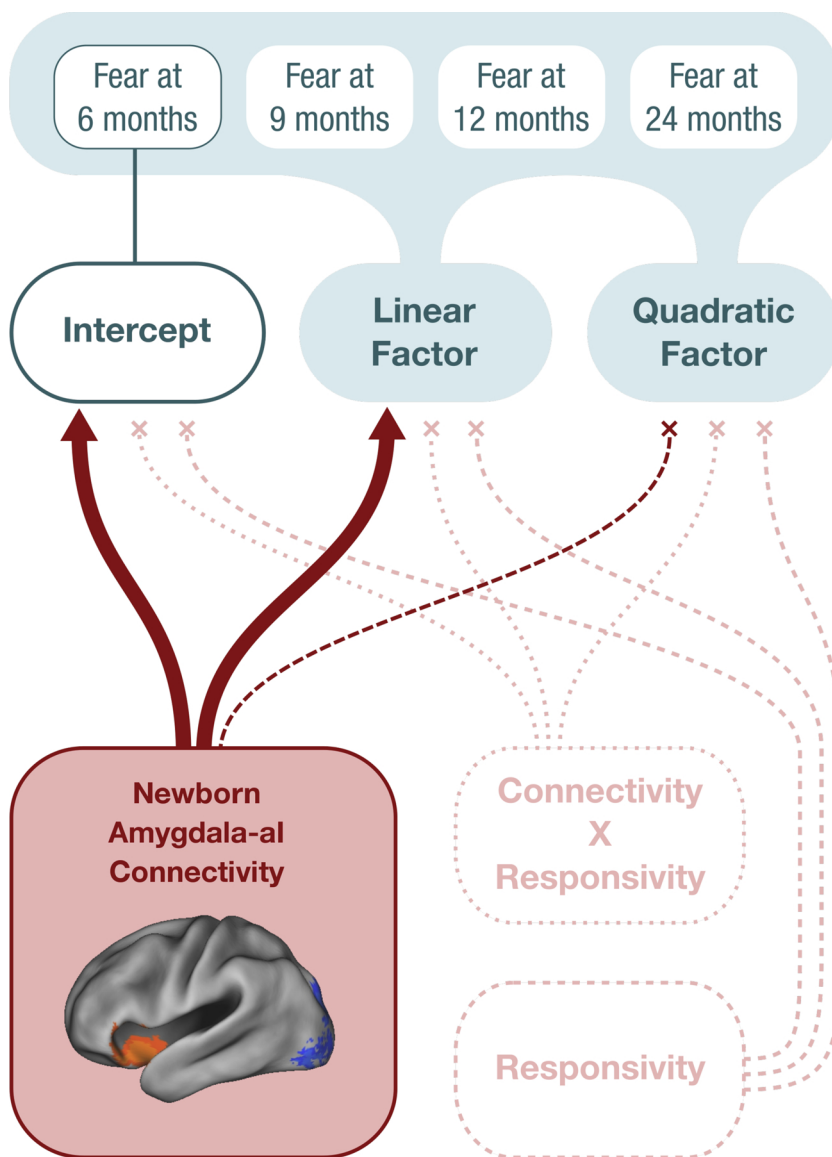 Fear at
6 months
Fear at
9 months
Fear at
12 months
Fear at
24 months
Intercept
Linear
Factor
Quadratic
Factor
Newborn
Amygdala-al
Connectivity
Connectivity
X
Responsivity
Responsivity